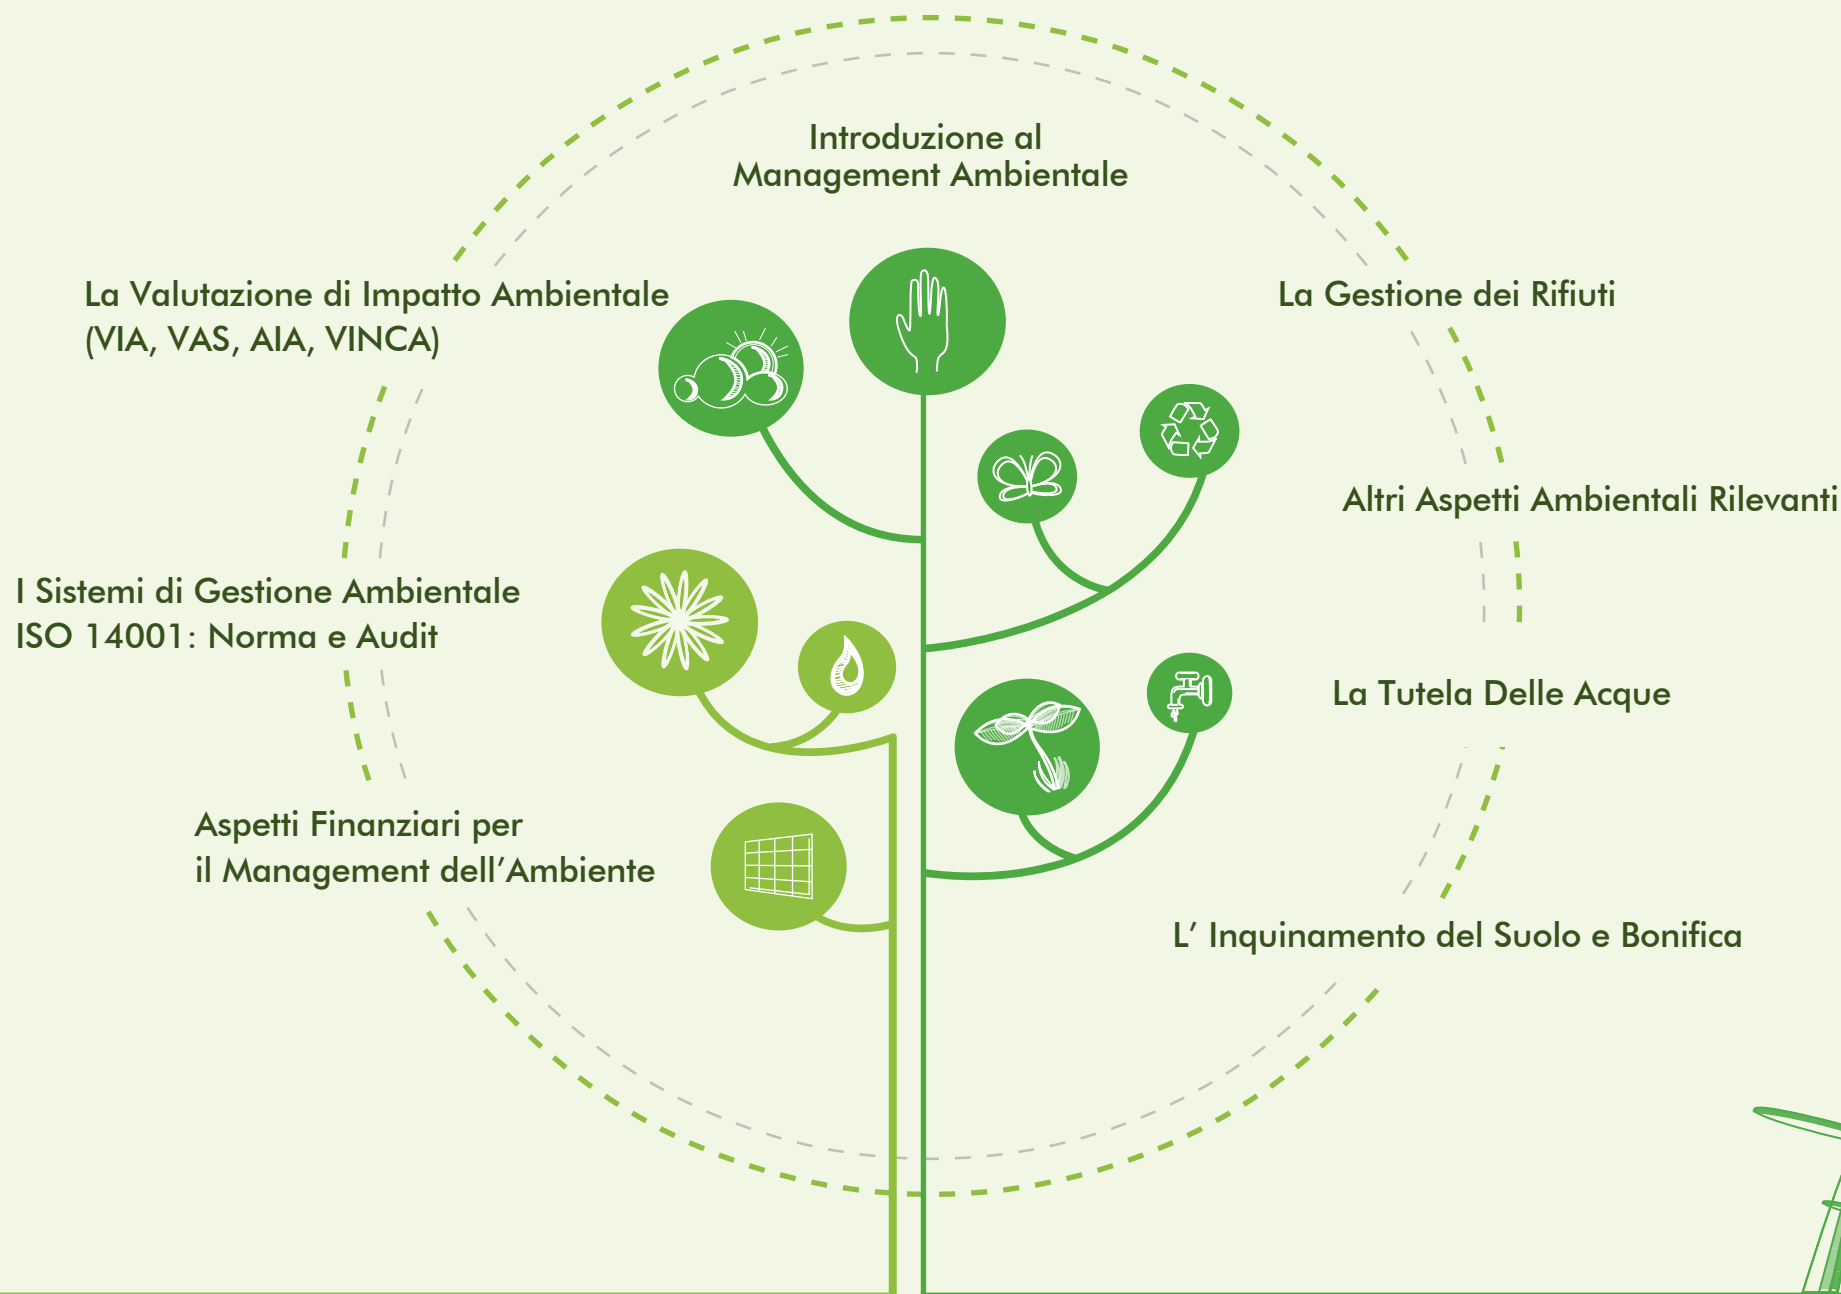 Introduzione al
Management Ambientale
La Valutazione di Impatto Ambientale
(VIA, VAS, AIA, VINCA)
La Gestione dei Rifiuti
Altri Aspetti Ambientali Rilevanti
I Sistemi di Gestione Ambientale
ISO 14001: Norma e Audit
La Tutela Delle Acque
Aspetti Finanziari per
il Management dell’Ambiente
L’ Inquinamento del Suolo e Bonifica